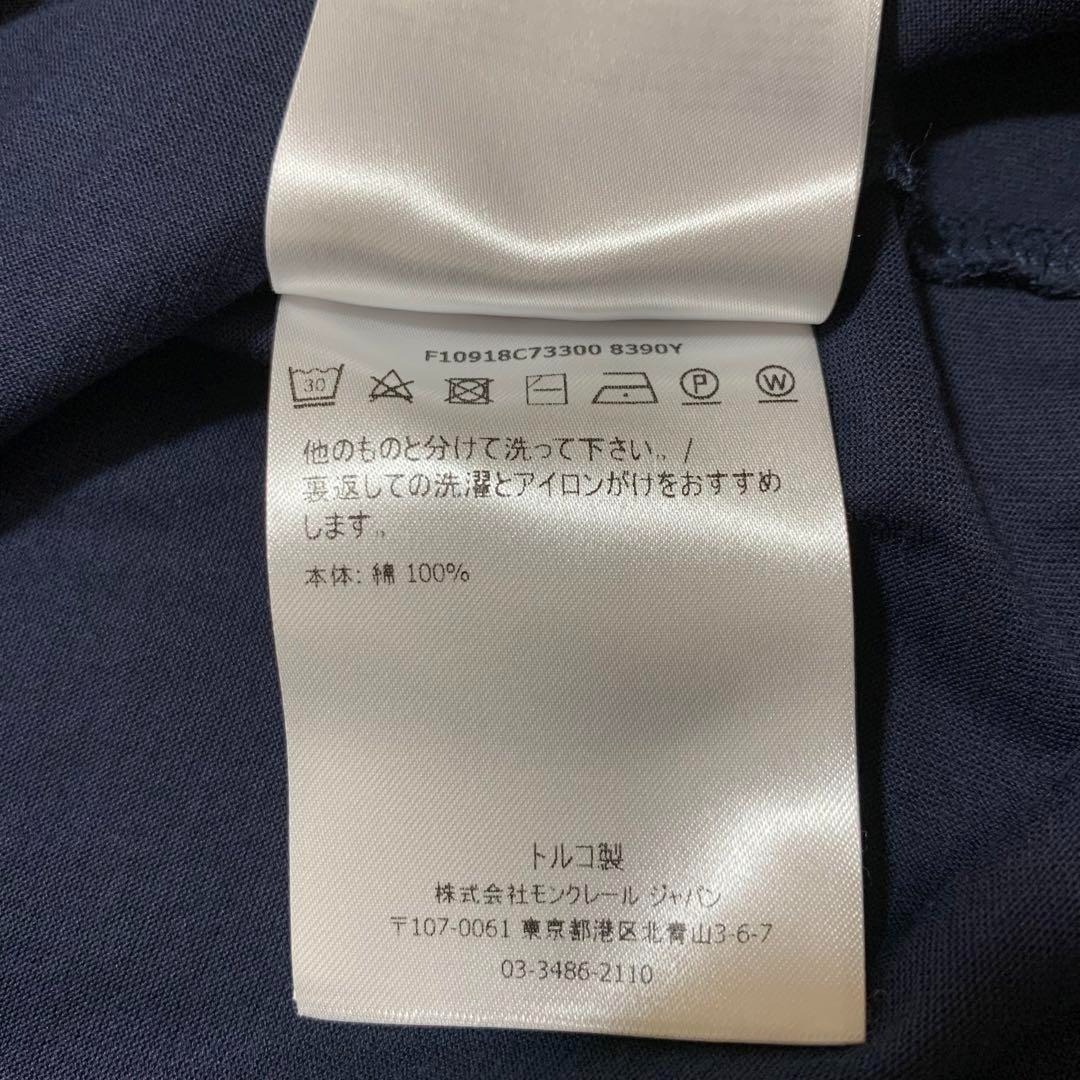 F10918C73300 8390Y
30 P W
他のものと分けて洗って下さい。/
裏返しての洗濯とアイロンがけをおすすめ
します。
本体: 綿 100%
トルコ製
株式会社モンクレール ジャパン
〒107-0061 東京都港区北青山3-6-7
03-3486-2110